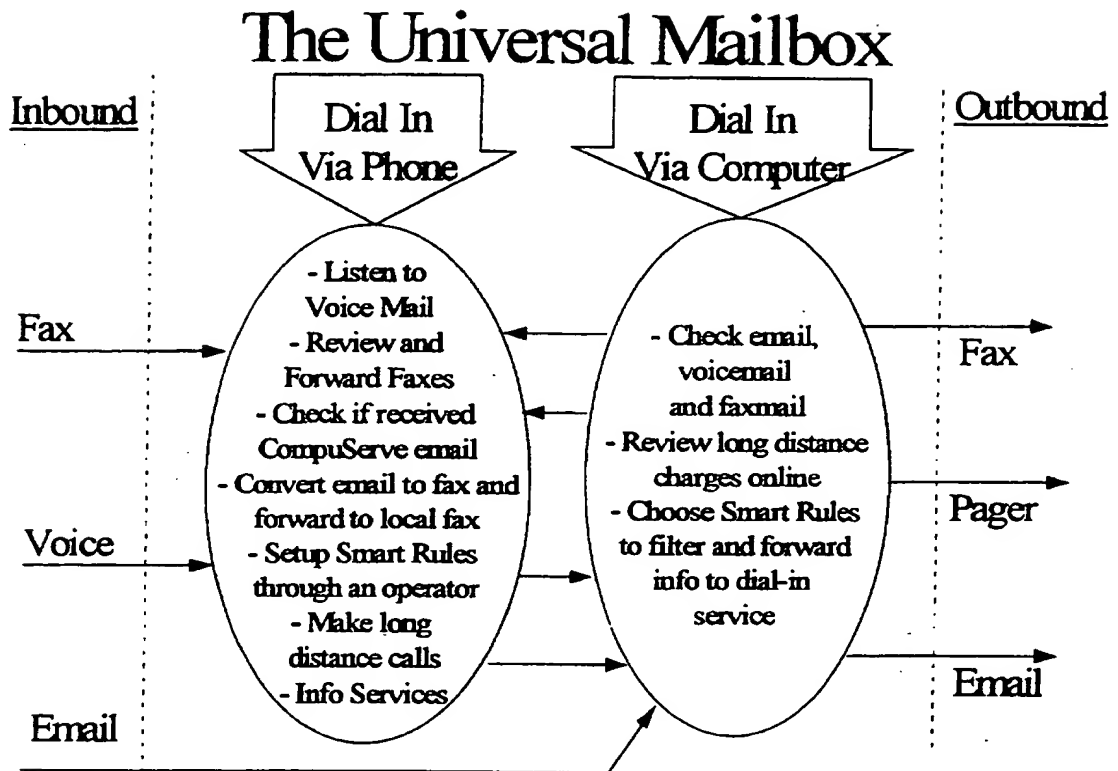 The Universal Mailbox
Inbound
Dial In
Via Phone
Dial In
Via Computer
Outbound
- Listen to
Voice Mail
- Review and
Forward Faxes
- Check if received
CompuServe email
- Convert email to fax and
forward to local fax
- Setup Smart Rules
through an operator
- Make long
distance calls
- Info Services
- Check email,
voicemail
and faxmail
- Review long distance
charges online
- Choose Smart Rules
to filter and forward
info to dial-in
service
Fax
Voice
Email
Fax
Pager
Email